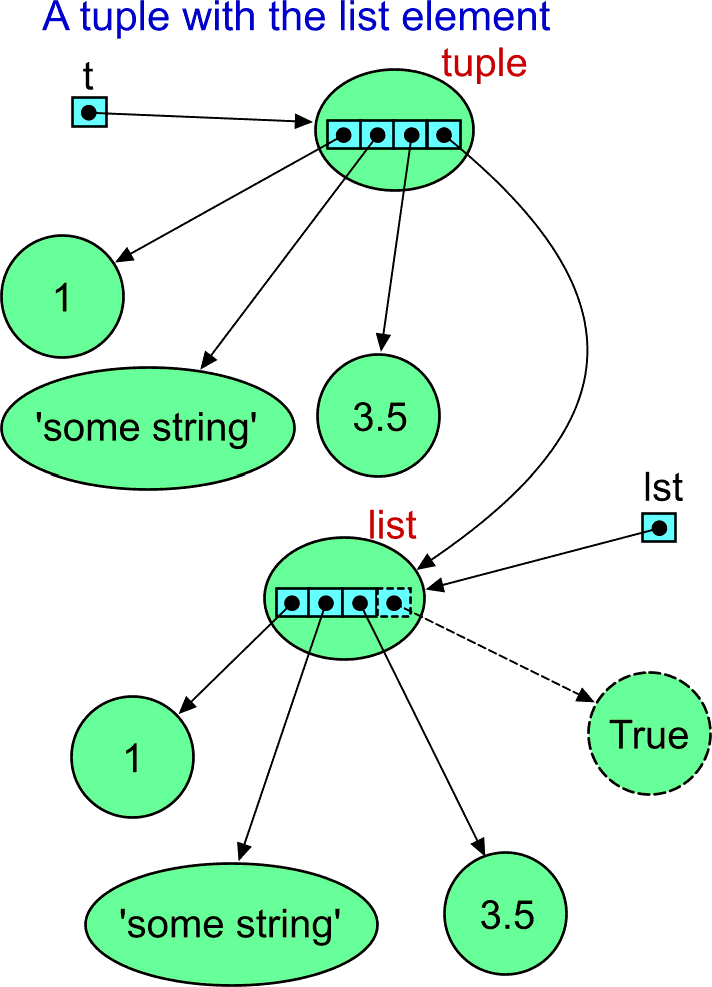 A tuple with the list element
tuple
t
1
'some string'
3.5
lst
list
1
True
'some string'
3.5